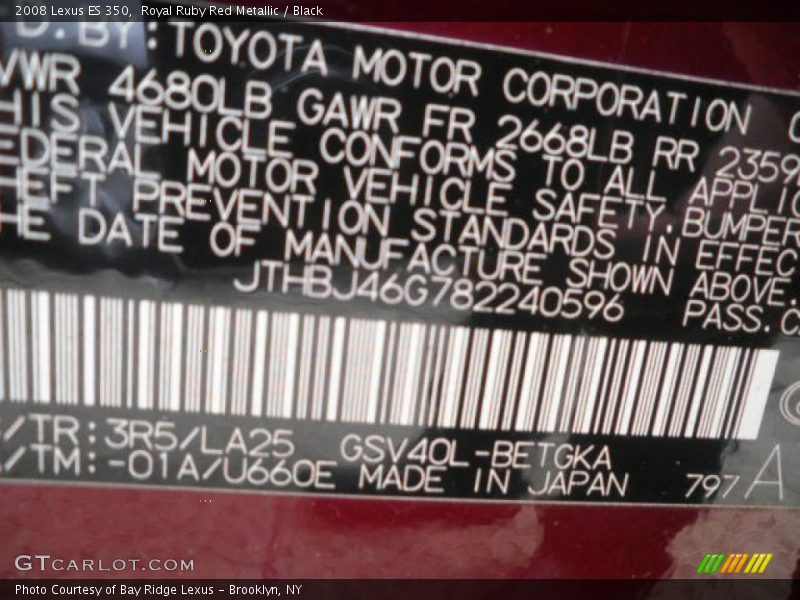 2008 Lexus ES 350, Royal Ruby Red Metallic / Black
D. BY: TOYOTA MOTOR CORPORATION
VWR 4680LB GAWR FR 2668LB RR 2359
HIS VEHICLE CONFORMS TO ALL APPLIC
EDERAL MOTOR VEHICLE SAFETY, BUMPER
HEFT PREVENTION STANDARDS IN EFFEC
HE DATE OF MANUFACTURE SHOWN ABOVE.
JTHBJ46G782240596 PASS.C
/TR:3R5/LA25 GSV40L-BETGKA
/TM:-01A/U660E MADE IN JAPAN 797A
GTCARLOT.COM
Photo Courtesy of Bay Ridge Lexus - Brooklyn, NY